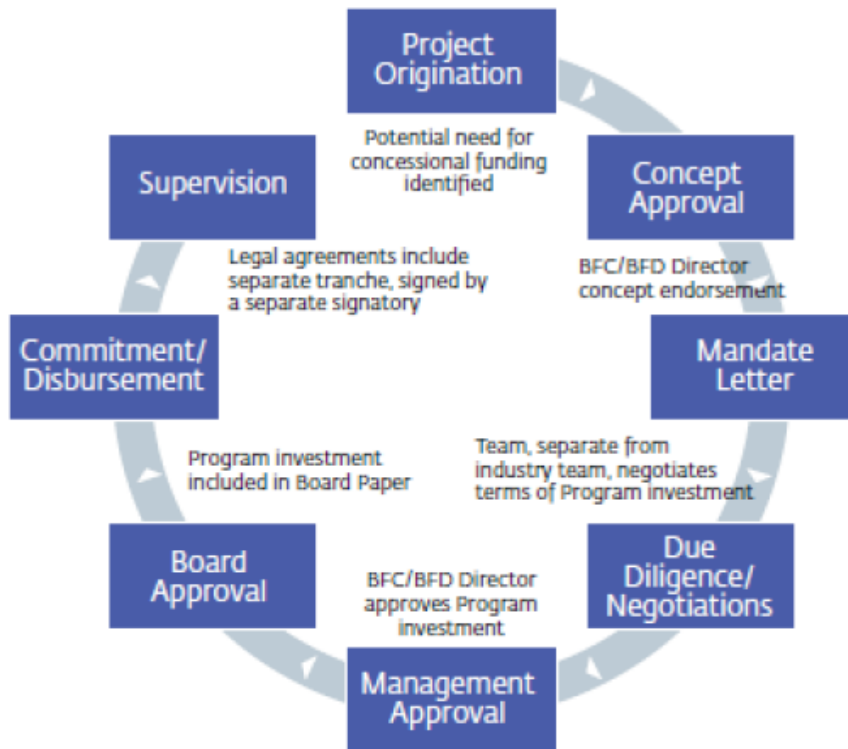 Project
Origination
Potential need for
concessional funding
identified
Concept
Approval
BFC/BFD Director
concept endorsement
Mandate
Letter
Team, separate from
industry team, negotiates
terms of Program investment
Due
Diligence/
Negotiations
BFC/BFD Director
approves Program
investment
Management
Approval
Board
Approval
Program investment
included in Board Paper
Commitment/
Disbursement
Legal agreements include
separate tranche, signed by
a separate signatory
Supervision